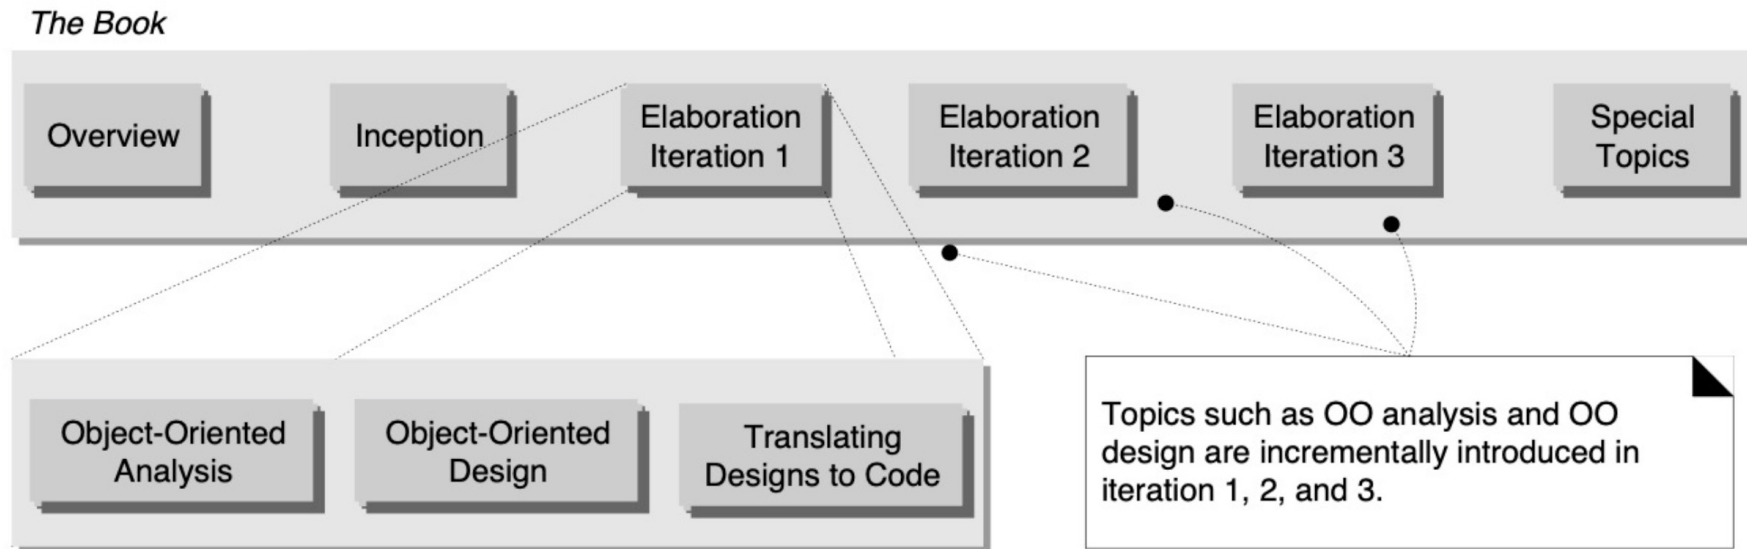 The Book
Overview
Inception
Elaboration
Iteration 1
Elaboration
Iteration 2
Elaboration
Iteration 3
Special
Topics
Object-Oriented
Analysis
Object-Oriented
Design
Translating
Designs to Code
Topics such as OO analysis and OO
design are incrementally introduced in
iteration 1, 2, and 3.